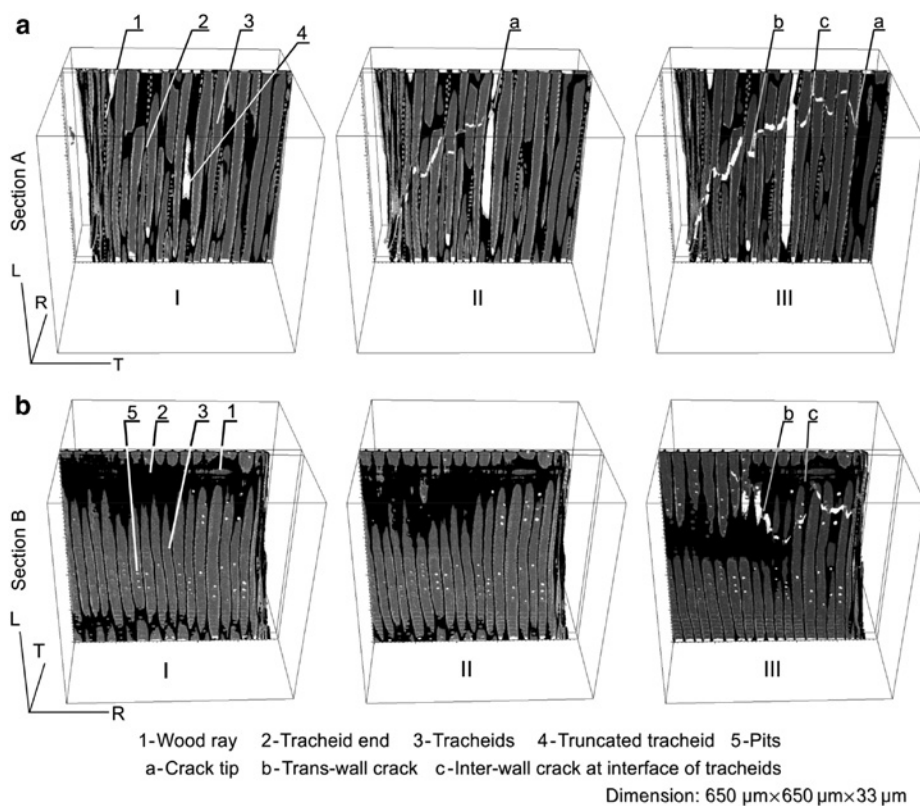 a
1 2 3 4
a
b c a
Section A
L
R
T
I II III
b
5 2 3 1
b c
Section B
L
T
R
I II III
1-Wood ray 2-Tracheid end 3-Tracheids 4-Truncated tracheid 5-Pits
a-Crack tip b-Trans-wall crack c-Inter-wall crack at interface of tracheids
Dimension: 650 µm×650 µm×33 µm